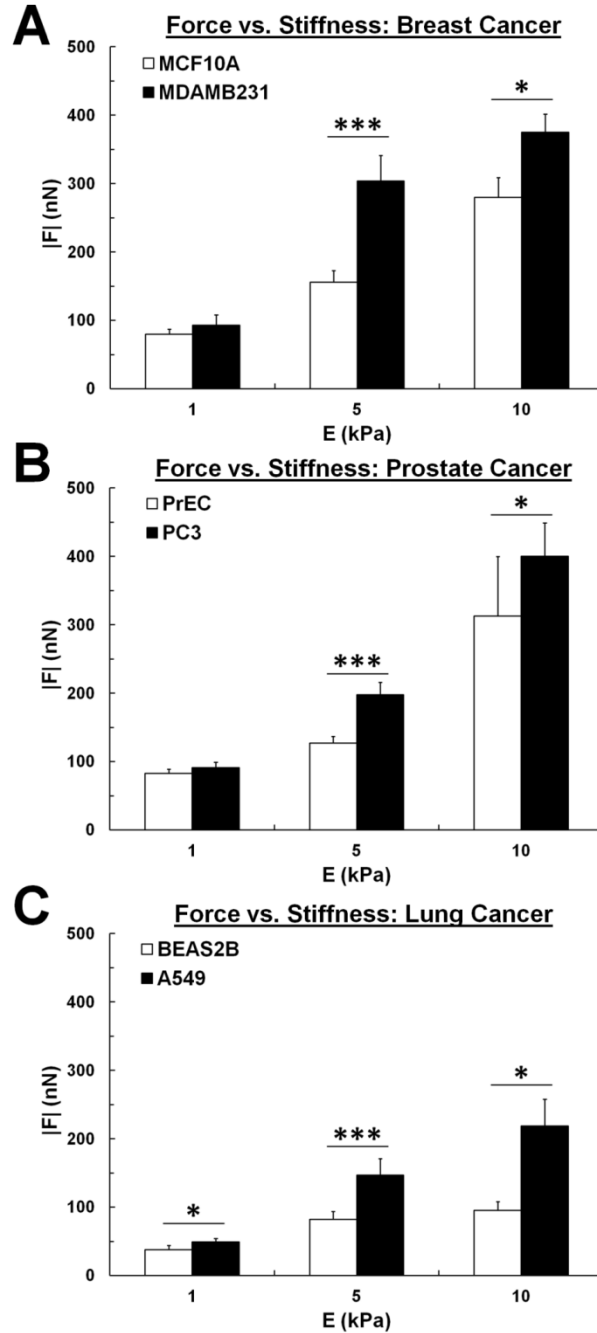 A
Force vs. Stiffness: Breast Cancer
500
400
300
200
100
0
|F| (nN)
MCF10A
MDAMB231
***
*
1 5 10
E (kPa)
B
Force vs. Stiffness: Prostate Cancer
500
400
300
200
100
0
|F| (nN)
PrEC
PC3
***
*
1 5 10
E (kPa)
C
Force vs. Stiffness: Lung Cancer
500
400
300
200
100
0
|F| (nN)
BEAS2B
A549
*
***
*
1 5 10
E (kPa)